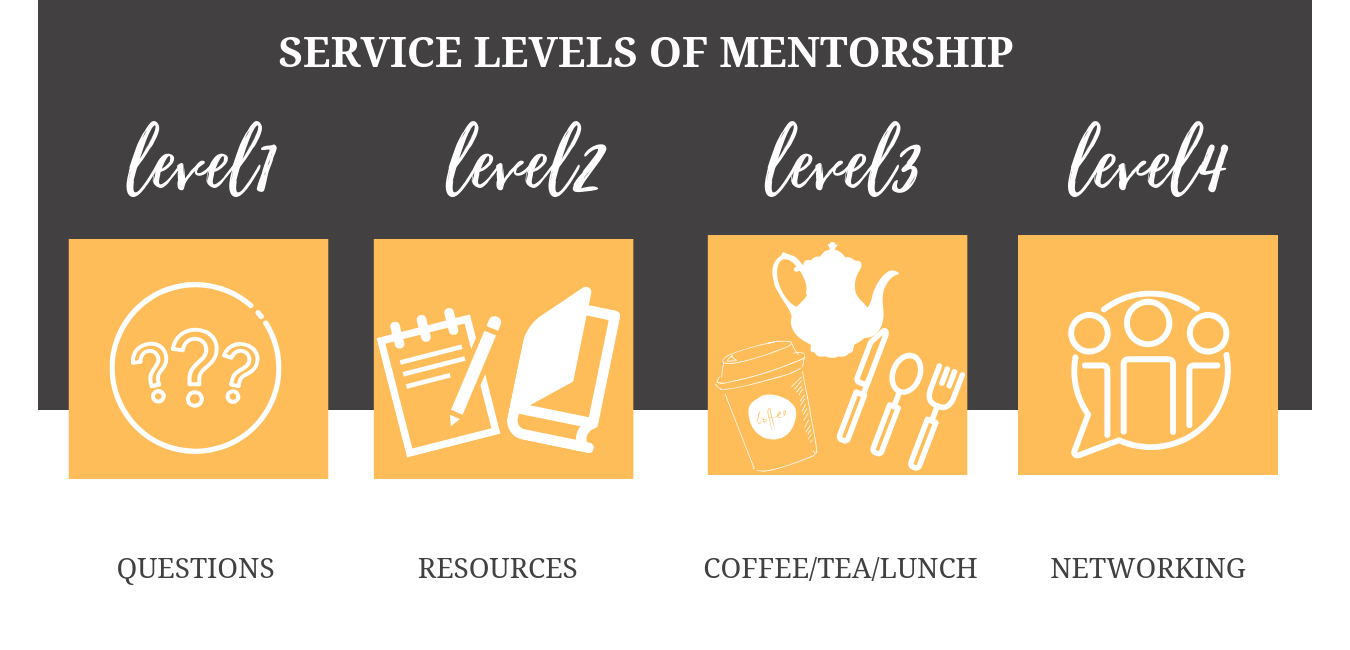 SERVICE LEVELS OF MENTORSHIP
level1
level2
level3
level4
coffee
QUESTIONS
RESOURCES
COFFEE/TEA/LUNCH
NETWORKING